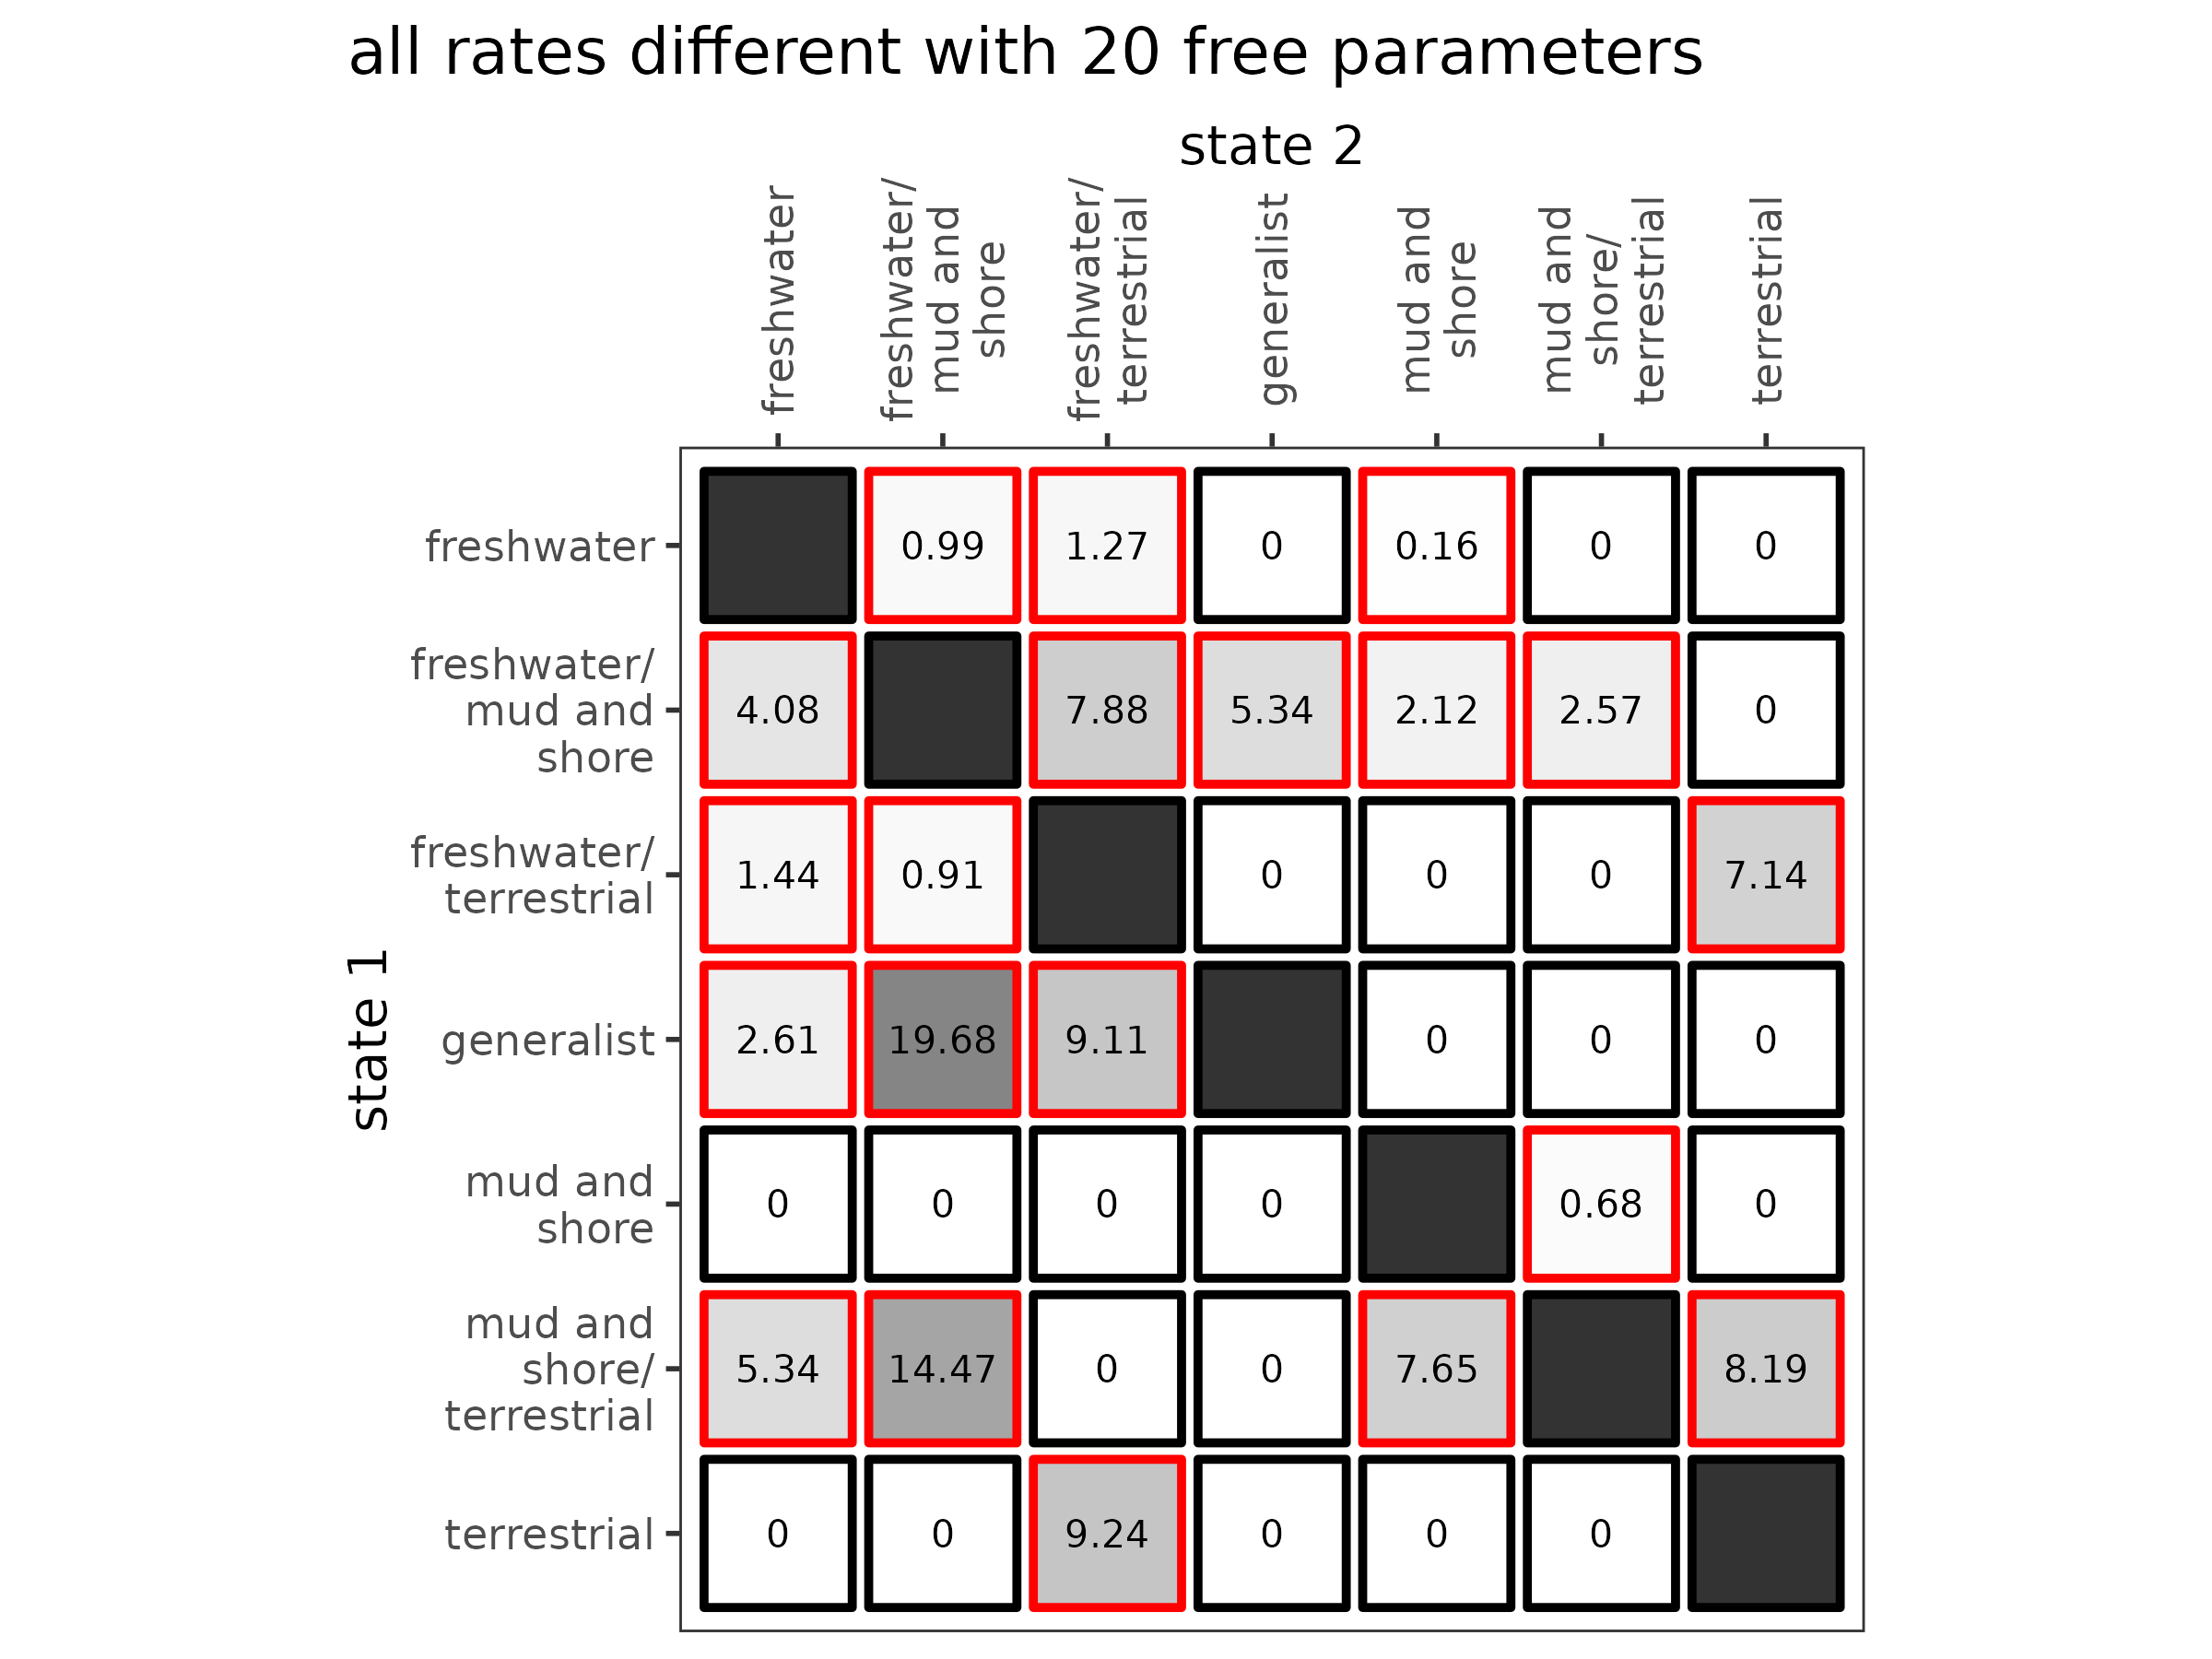 all rates different with 20 free parameters
state 2
freshwater
freshwater/
mud and
shore
freshwater/
terrestrial
generalist
mud and
shore
mud and
shore/
terrestrial
terrestrial
state 1
freshwater
0.99 1.27 0 0.16 0 0
freshwater/
mud and
shore
4.08 7.88 5.34 2.12 2.57 0
freshwater/
terrestrial
1.44 0.91 0 0 0 7.14
generalist
2.61 19.68 9.11 0 0 0
mud and
shore
0 0 0 0 0.68 0
mud and
shore/
terrestrial
5.34 14.47 0 0 7.65 8.19
terrestrial
0 0 9.24 0 0 0